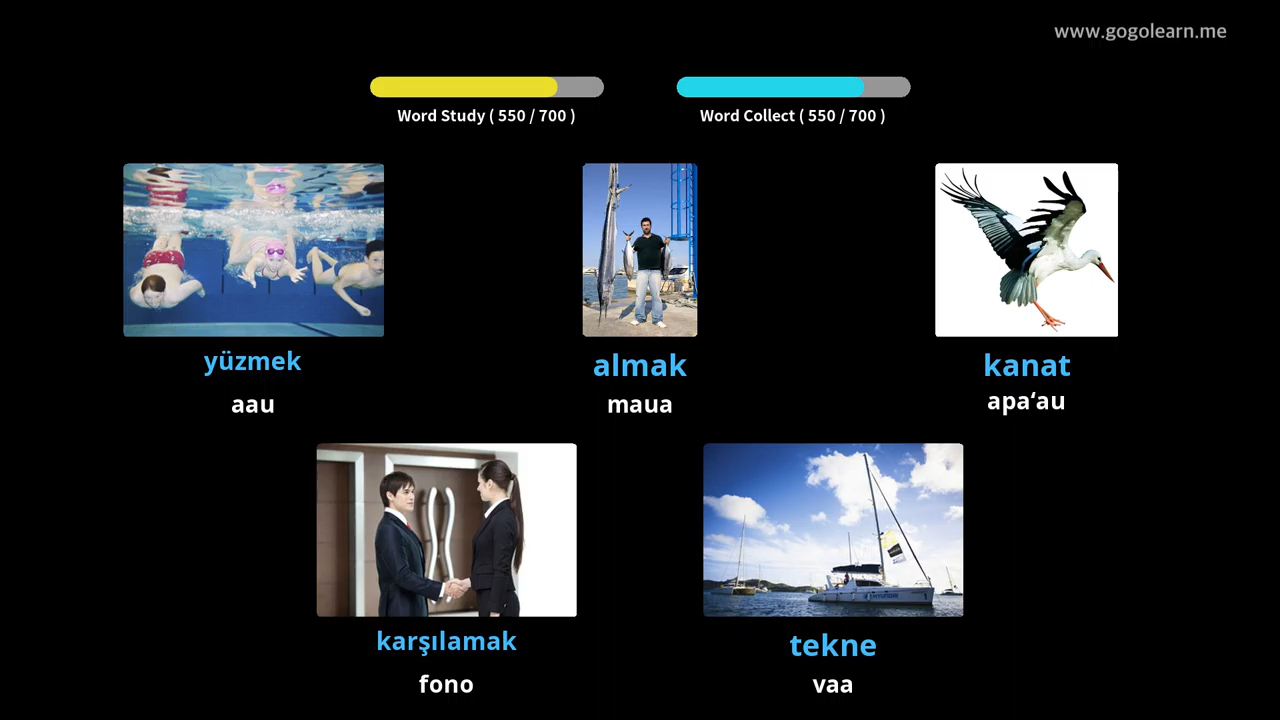 www.gogolearn.me
Word Study ( 550 / 700 )
Word Collect ( 550 / 700 )
yüzmek
aau
almak
maua
kanat
apa‘au
karşılamak
fono
tekne
vaa